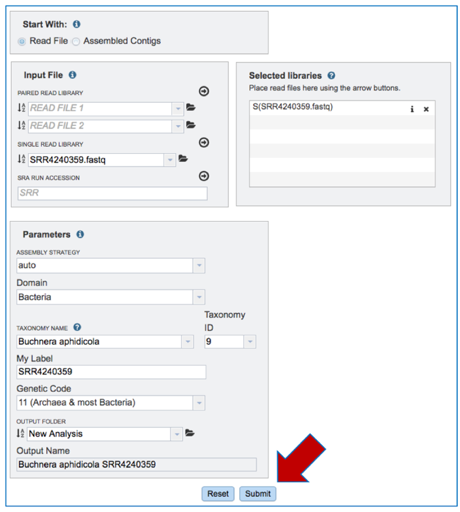 Start With:
Read File Assembled Contigs
Input File
PAIRED READ LIBRARY
READ FILE 1
READ FILE 2
SINGLE READ LIBRARY
SRR4240359.fastq
SRA RUN ACCESSION
SRR
Selected libraries
Place read files here using the arrow buttons.
S(SRR4240359.fastq)
Parameters
ASSEMBLY STRATEGY
auto
Domain
Bacteria
TAXONOMY NAME
Taxonomy
ID
Buchnera aphidicola
9
My Label
SRR4240359
Genetic Code
11 (Archaea & most Bacteria)
OUTPUT FOLDER
New Analysis
Output Name
Buchnera aphidicola SRR4240359
Reset Submit